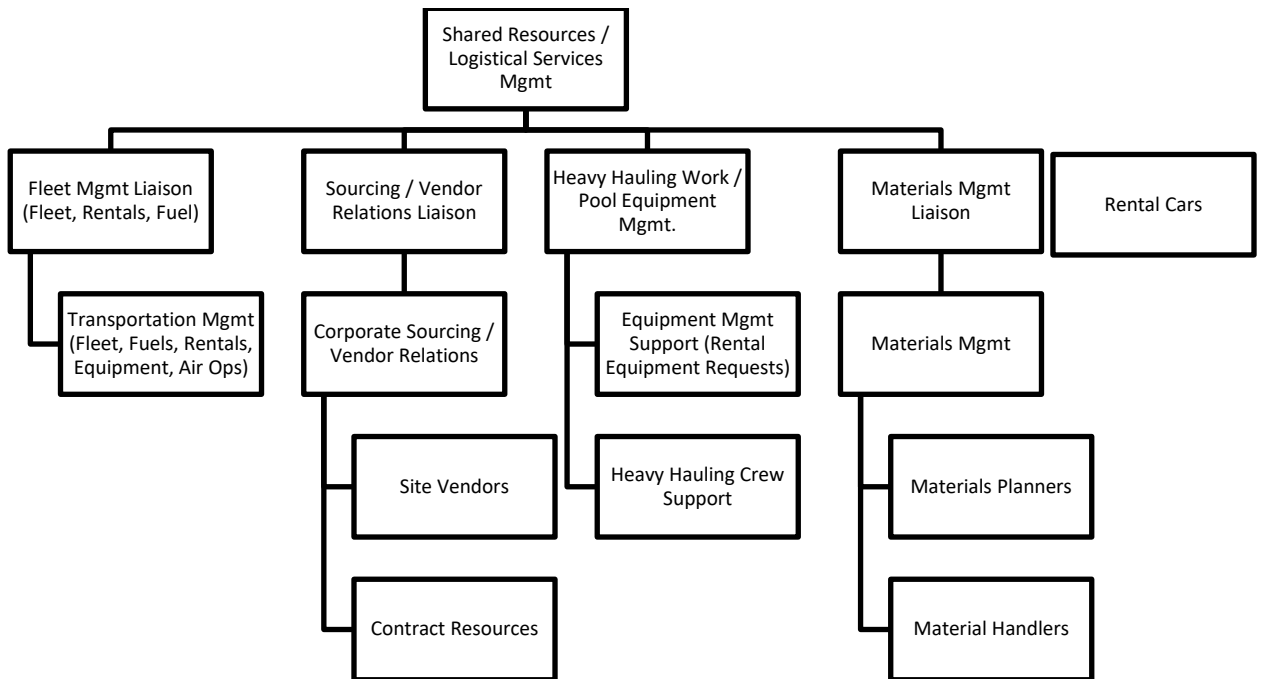 Shared Resources /
Logistical Services
Mgmt
Fleet Mgmt Liaison
(Fleet, Rentals, Fuel)
Sourcing / Vendor
Relations Liaison
Heavy Hauling Work /
Pool Equipment
Mgmt.
Materials Mgmt
Liaison
Rental Cars
Transportation Mgmt
(Fleet, Fuels, Rentals,
Equipment, Air Ops)
Corporate Sourcing /
Vendor Relations
Equipment Mgmt
Support (Rental
Equipment Requests)
Materials Mgmt
Site Vendors
Heavy Hauling Crew
Support
Materials Planners
Contract Resources
Material Handlers